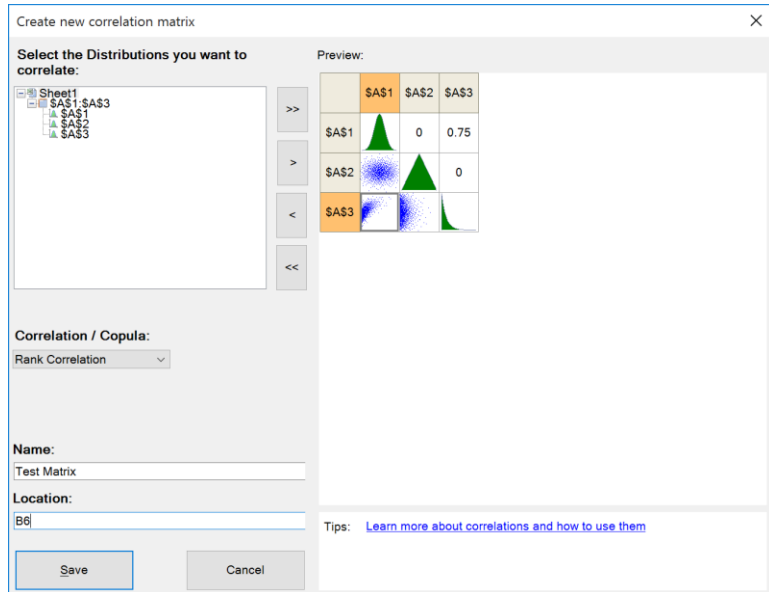 Create new correlation matrix
Select the Distributions you want to
correlate:
Sheet1
$A$1:$A$3
$A$1
$A$2
$A$3
>>
>
<
<<
Correlation / Copula:
Rank Correlation
Name:
Test Matrix
Location:
B6
Save
Cancel
Preview:
$A$1 $A$2 $A$3
$A$1 0 0.75
$A$2 0
$A$3
Tips: Learn more about correlations and how to use them